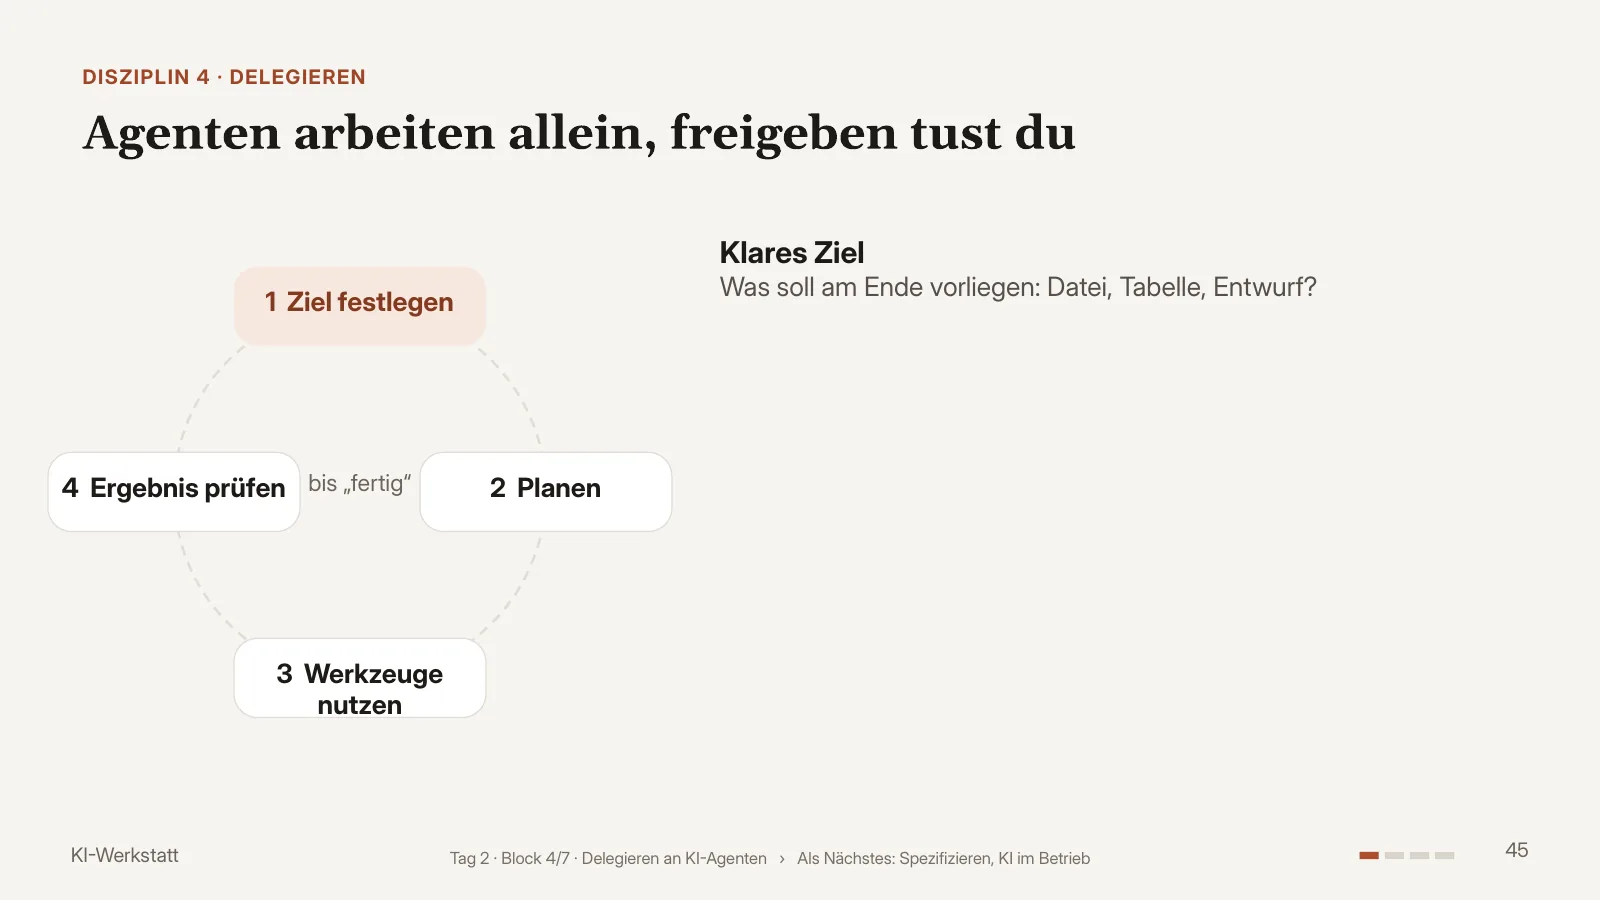 DISZIPLIN 4 · DELEGIEREN
Agenten arbeiten allein, freigeben tust du
Klares Ziel
Was soll am Ende vorliegen: Datei, Tabelle, Entwurf?
1 Ziel festlegen
4 Ergebnis prüfen
bis „fertig“
2 Planen
3 Werkzeuge
nutzen
KI-Werkstatt
Tag 2 · Block 4/7 · Delegieren an KI-Agenten › Als Nächstes: Spezifizieren, KI im Betrieb
45